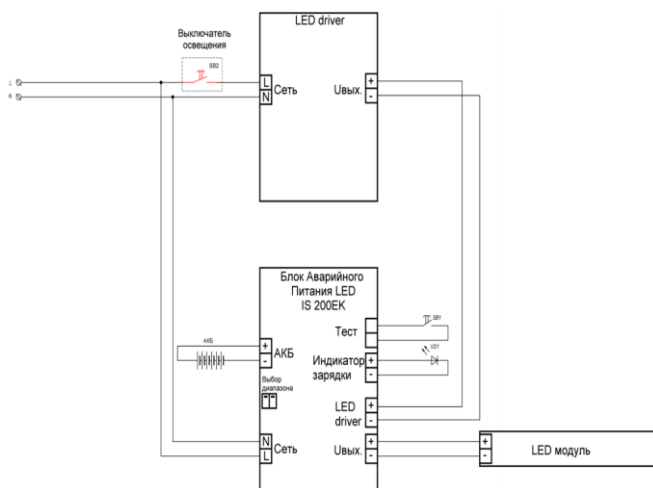 LED driver
Выключатель
освещения
SB2
L
N
L
N
Сеть
Uвых.
+
-
Блок Аварийного
Питания LED
IS 200EK
Тест
SB1
АКБ
+
-
АКБ
Индикатор
зарядки
+
-
VD1
Выбор
диапазона
LED
driver
+
-
N
L
Сеть
Uвых.
+
-
+
-
LED модуль